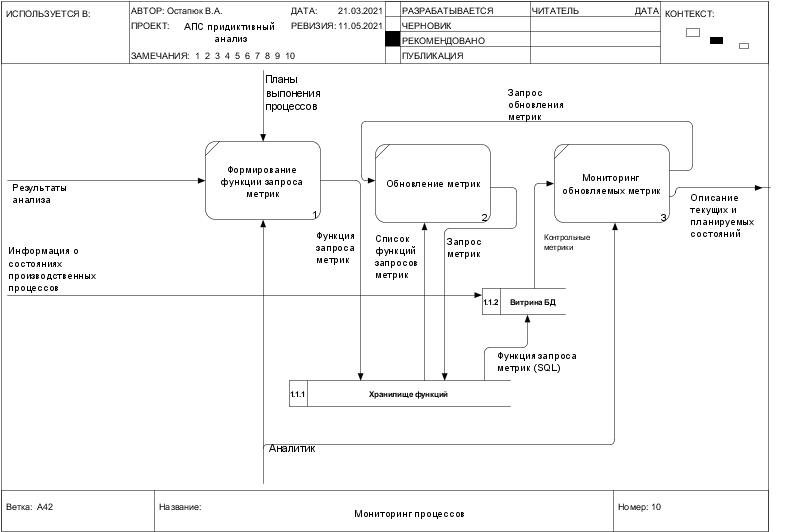 ИСПОЛЬЗУЕТСЯ В:
АВТОР: Остапюк В.А.
ДАТА: 21.03.2021
ПРОЕКТ: АПС придиктивный
анализ
РЕВИЗИЯ: 11.05.2021
ЗАМЕЧАНИЯ: 1 2 3 4 5 6 7 8 9 10
РАЗРАБАТЫВАЕТСЯ
ЧЕРНОВИК
РЕКОМЕНДОВАНО
ПУБЛИКАЦИЯ
ЧИТАТЕЛЬ
ДАТА
КОНТЕКСТ:
Планы
выпонения
процессов
Запрос
обновления
метрик
Формирование
функции запроса
метрик
1
Обновление метрик
2
Мониторинг
обновляемых метрик
3
Результаты
анализа
Описание
текущих и
планируемых
состояний
Функция
запроса
метрик
Список
функций
запросов
метрик
Запрос
метрик
Контрольные
метрики
Информация о
состояниях
производственных
процессов
1.1.2
Витрина БД
Функция запроса
метрик (SQL)
1.1.1
Хранилище функций
Аналитик
Ветка: A42
Название:
Мониторинг процессов
Номер: 10